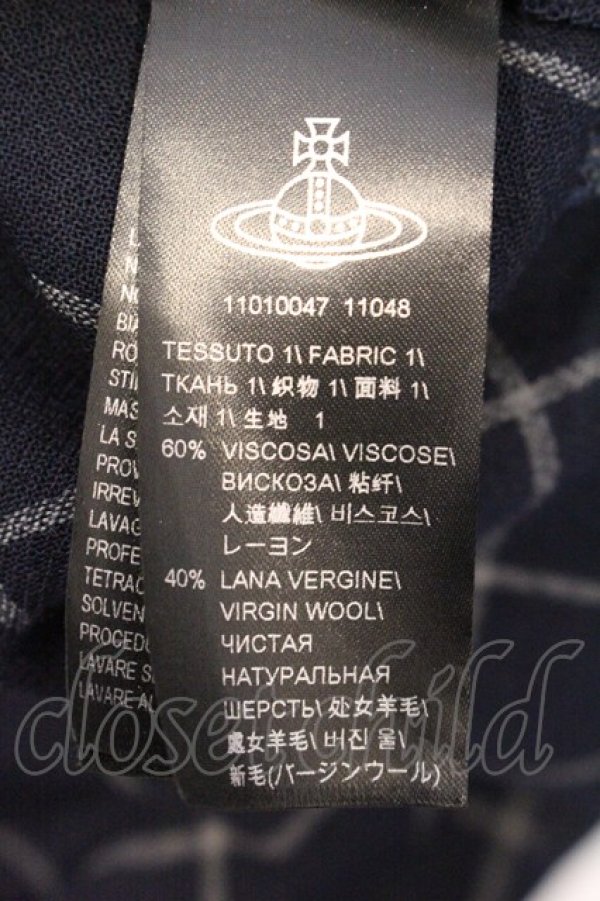 11010047 11048
TESSUTO 1\ FABRIC 1\
ТКАНЬ 1\ 织物 1\ 面料 1\
소재 1\ 生地 1
60% VISCOSA\ VISCOSE\
ВИСКОЗА\ 粘纤\
人造纖維\ 비스코스\
レーヨン
40% LANA VERGINE\
VIRGIN WOOL\
ЧИСТАЯ
НАТУРАЛЬНАЯ
ШЕРСТЬ\ 处女羊毛\
處女羊毛\ 버진 울\
新毛(バージンウール)
BIA
STI
MAS
LA S
PROV
IRREV
LAVAG
PROFE
TETRAC
SOLVEN
PROCED
LAVARE S
LAVARE A
closetchild